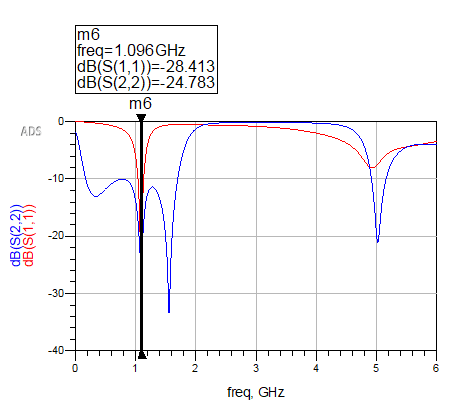 m6
freq=1.096GHz
dB(S(1,1))=-28.413
dB(S(2,2))=-24.783
m6
ADS
0
-10
-20
-30
-40
dB(S(2,2))
dB(S(1,1))
0 1 2 3 4 5 6
freq, GHz